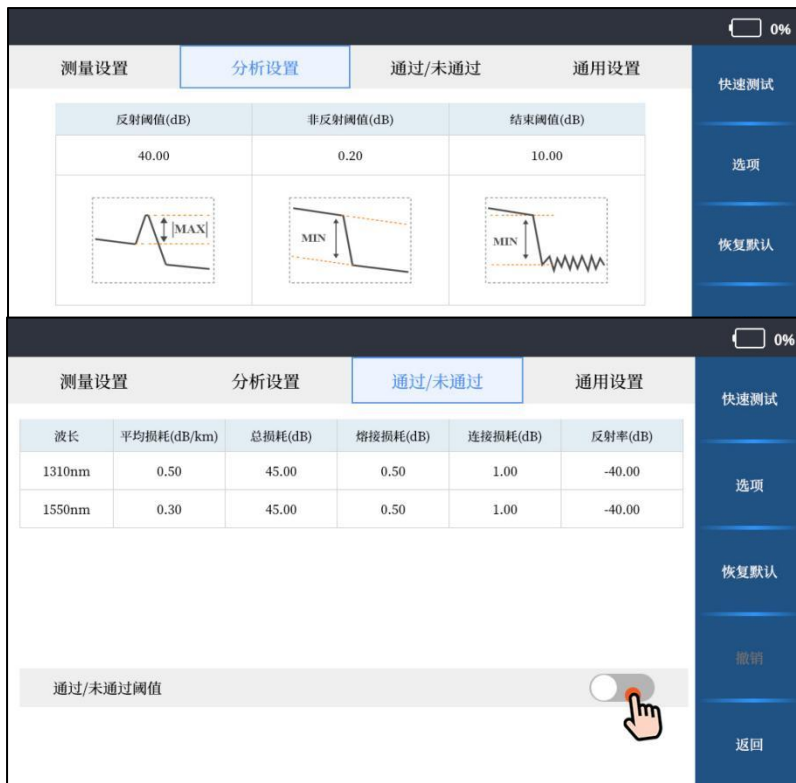 0%
测量设置 分析设置 通过/未通过 通用设置
快速测试
反射阈值(dB) 非反射阈值(dB) 结束阈值(dB)
40.00 0.20 10.00
选项
|MAX| MIN MIN
恢复默认
0%
测量设置 分析设置 通过/未通过 通用设置
快速测试
波长 平均损耗(dB/km) 总损耗(dB) 熔接损耗(dB) 连接损耗(dB) 反射率(dB)
1310nm 0.50 45.00 0.50 1.00 -40.00
选项
1550nm 0.30 45.00 0.50 1.00 -40.00
恢复默认
撤销
通过/未通过阈值
返回